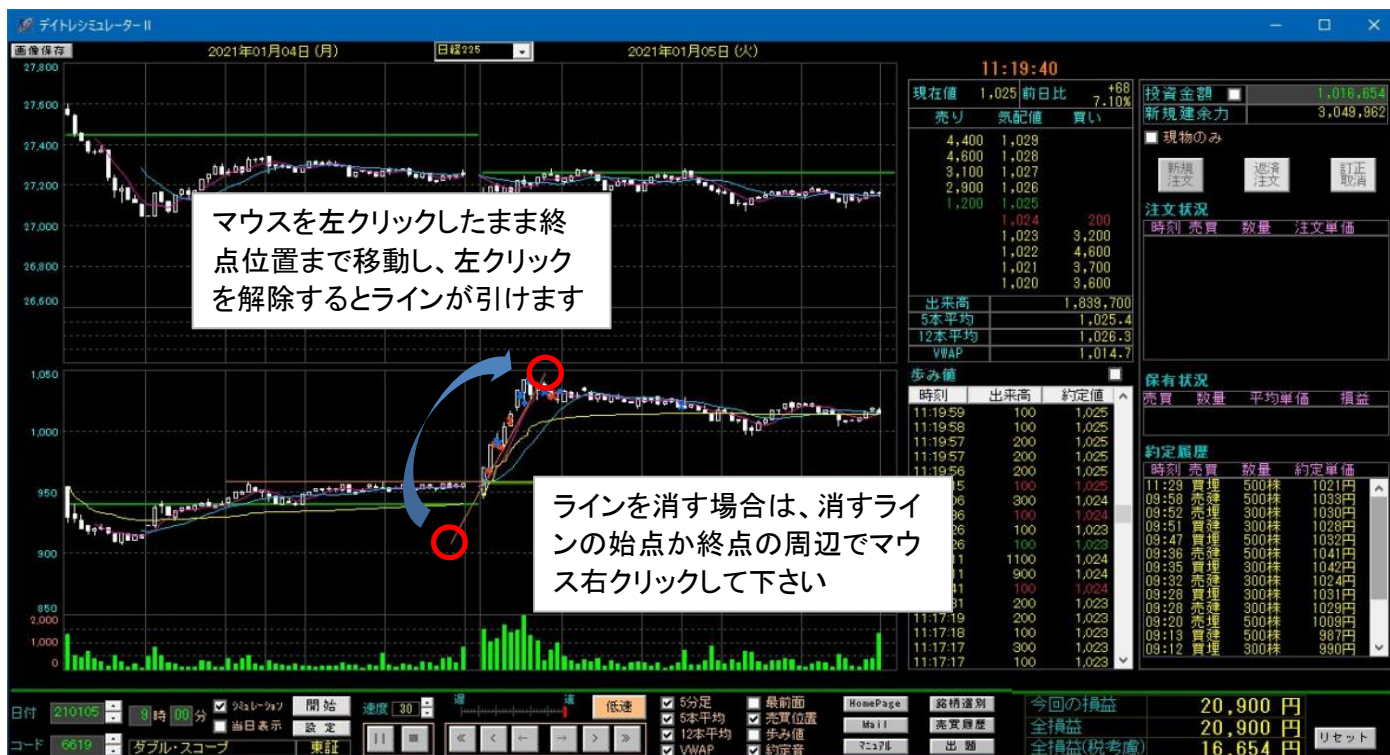 デイトレシミュレーターII
画像保存
2021年01月04日(月)
日経225
2021年01月05日(火)
27,800
27,600
27,400
27,200
27,000
26,800
26,600
マウスを左クリックしたまま終
点位置まで移動し、左クリック
を解除するとラインが引けます
1,050
1,000
950
900
850
2,000
1,000
0
ラインを消す場合は、消すライ
ンの始点か終点の周辺でマウ
ス右クリックして下さい
11:19:40
現在値 1,025 前日比 +68
7.10%
売り 気配値 買い
4,400 1,029
4,600 1,028
3,100 1,027
2,900 1,026
1,200 1,025
1,024 200
1,023 3,200
1,022 4,600
1,021 3,700
1,020 3,600
出来高 1,839,700
5本平均 1,025.4
12本平均 1,026.3
VWAP 1,014.7
歩み値
時刻 出来高 約定値
11:19:59 100 1,025
11:19:58 100 1,025
11:19:57 200 1,025
11:19:57 200 1,025
11:19:56 200 1,025
100 1,025
300 1,024
100 1,024
100 1,023
100 1,023
1100 1,024
900 1,024
100 1,024
200 1,023
11:17:19 200 1,023
11:17:18 100 1,023
11:17:17 300 1,023
11:17:17 100 1,023
投資金額 1,016,654
新規建余力 3,049,962
現物のみ
新規
注文
返済
注文
訂正
取消
注文状況
時刻 売買 数量 注文単価
保有状況
売買 数量 平均単価 損益
約定履歴
時刻 売買 数量 約定単価
11:29 買埋 500株 1021円
09:58 売建 500株 1033円
09:52 売埋 300株 1030円
09:51 買建 300株 1028円
09:47 買埋 500株 1032円
09:36 売建 500株 1041円
09:35 買埋 300株 1042円
09:32 売建 300株 1024円
09:28 買埋 300株 1031円
09:28 売建 300株 1029円
09:20 売埋 500株 1009円
09:13 買建 500株 987円
09:12 買埋 300株 990円
日付 210105 9時00分
シミュレーション
当日表示
開始
設定
速度 30
遅 速
低速
コード 6619 ダブル・スコープ 東証
5分足
5本平均
12本平均
VWAP
最前面
売買位置
歩み値
約定音
HomePage
Mail
マニュアル
銘柄選別
売買履歴
出題
今回の損益 20,900円
全損益 20,900円
全損益(税考慮) 16,654円
リセット